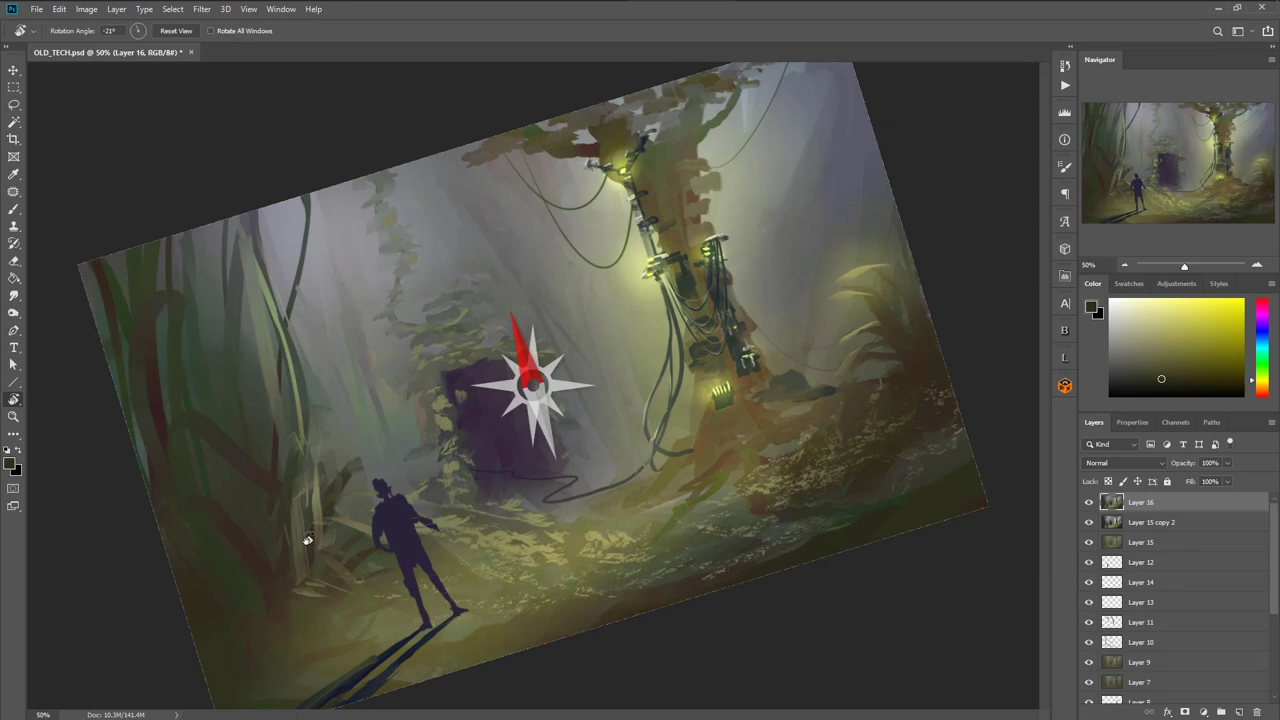 Ps File Edit Image Layer Type Select Filter 3D View Window Help
Rotation Angle: -21° Reset View Rotate All Windows
OLD_TECH.psd @ 50% (Layer 16, RGB/8#) * ×
Navigator
50%
Color Swatches Adjustments Styles
Layers Properties Channels Paths
Kind
Normal Opacity: 100%
Lock: Fill: 100%
Layer 16
Layer 15 copy 2
Layer 15
Layer 12
Layer 14
Layer 13
Layer 11
Layer 10
Layer 9
Layer 7
50% Doc: 10.3M/141.4M